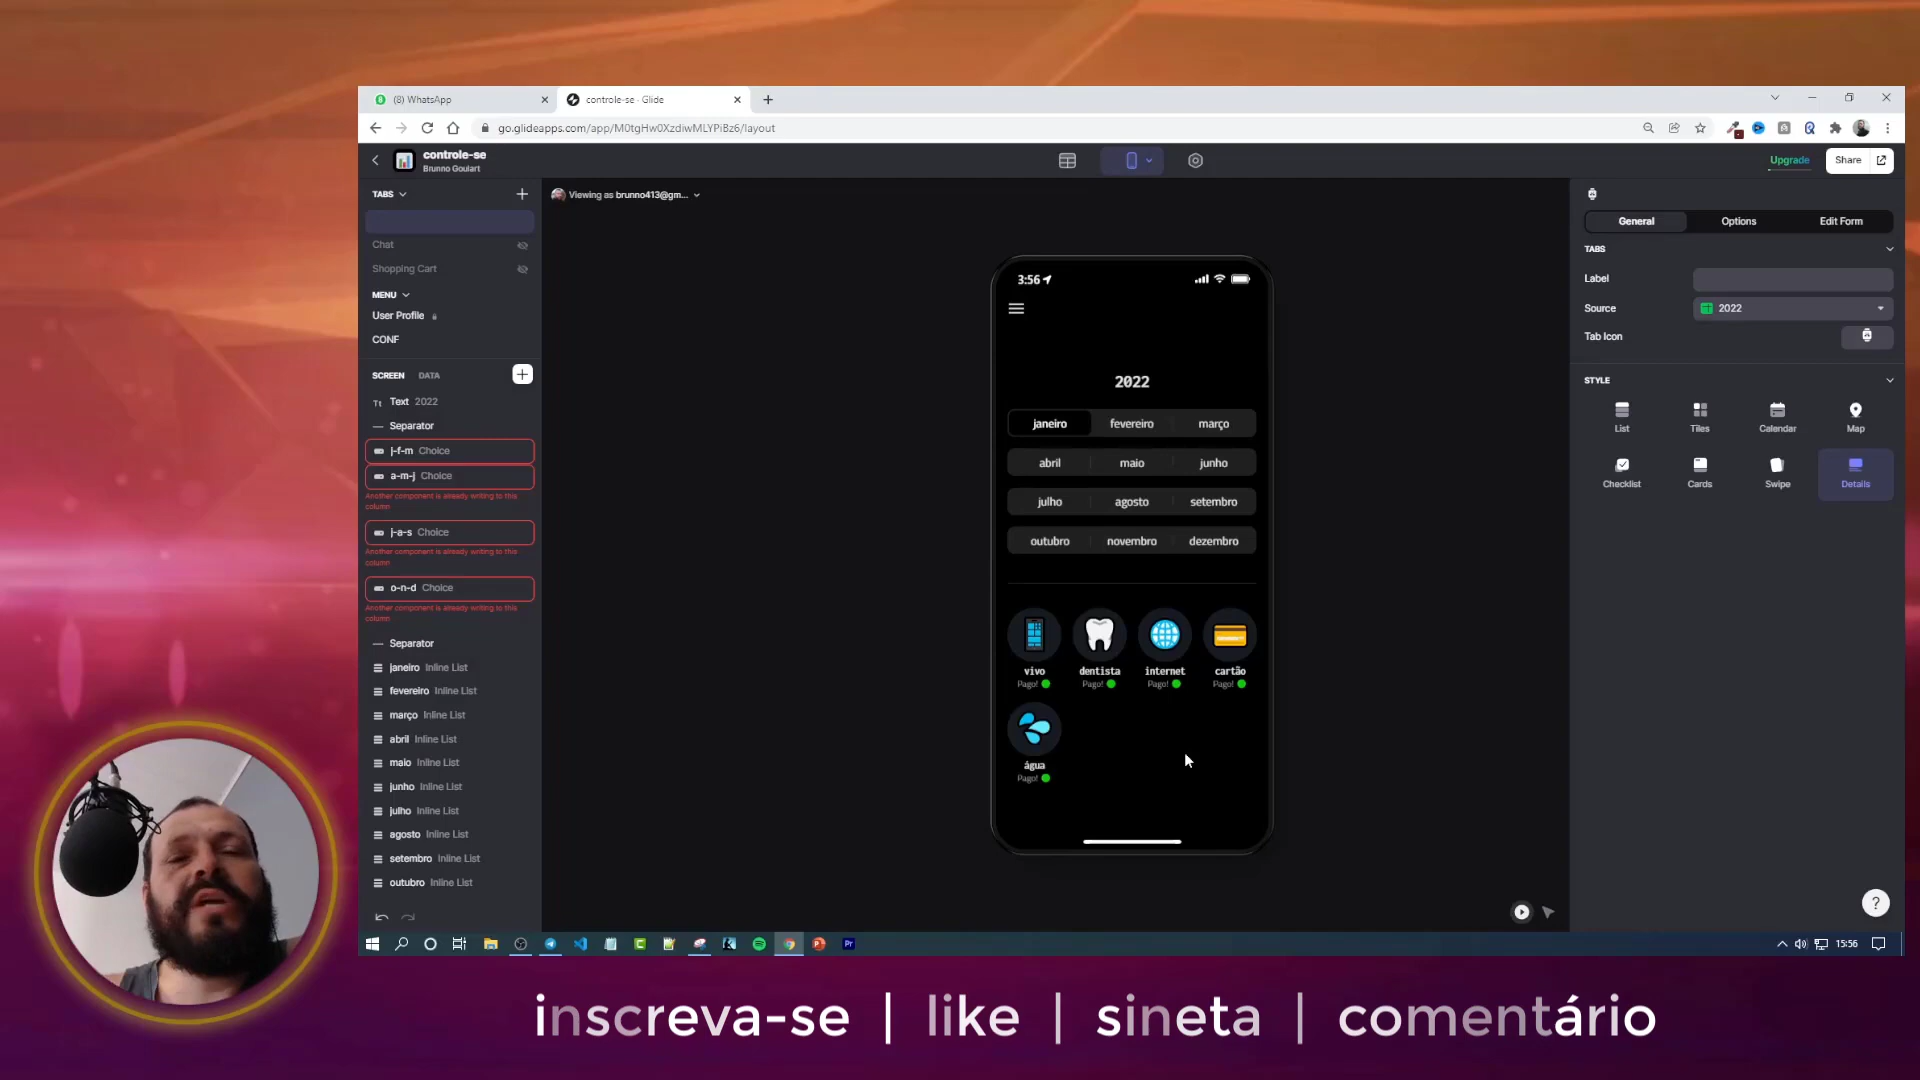 (8) WhatsApp
controle-se - Glide
go.glideapps.com/app/M0tgHw0XzdiwMLYPiBz6/layout
controle-se
Brunno Goulart
Upgrade
Share
TABS
Chat
Shopping Cart
MENU
User Profile
CONF
SCREEN DATA
Tt Text 2022
Separator
j-f-m Choice
a-m-j Choice
Another component is already writing to this
column
j-a-s Choice
Another component is already writing to this
column
o-n-d Choice
Another component is already writing to this
column
Separator
janeiro Inline List
fevereiro Inline List
março Inline List
abril Inline List
maio Inline List
junho Inline List
julho Inline List
agosto Inline List
setembro Inline List
outubro Inline List
Viewing as brunno413@gm...
3:56
2022
janeiro fevereiro março
abril maio junho
julho agosto setembro
outubro novembro dezembro
vivo dentista internet cartão
Pago! Pago! Pago! Pago!
água
Pago!
General Options Edit Form
TABS
Label
Source 2022
Tab Icon
STYLE
List Tiles Calendar Map
Checklist Cards Swipe Details
?
Pr
15:56
inscreva-se | like | sineta | comentário